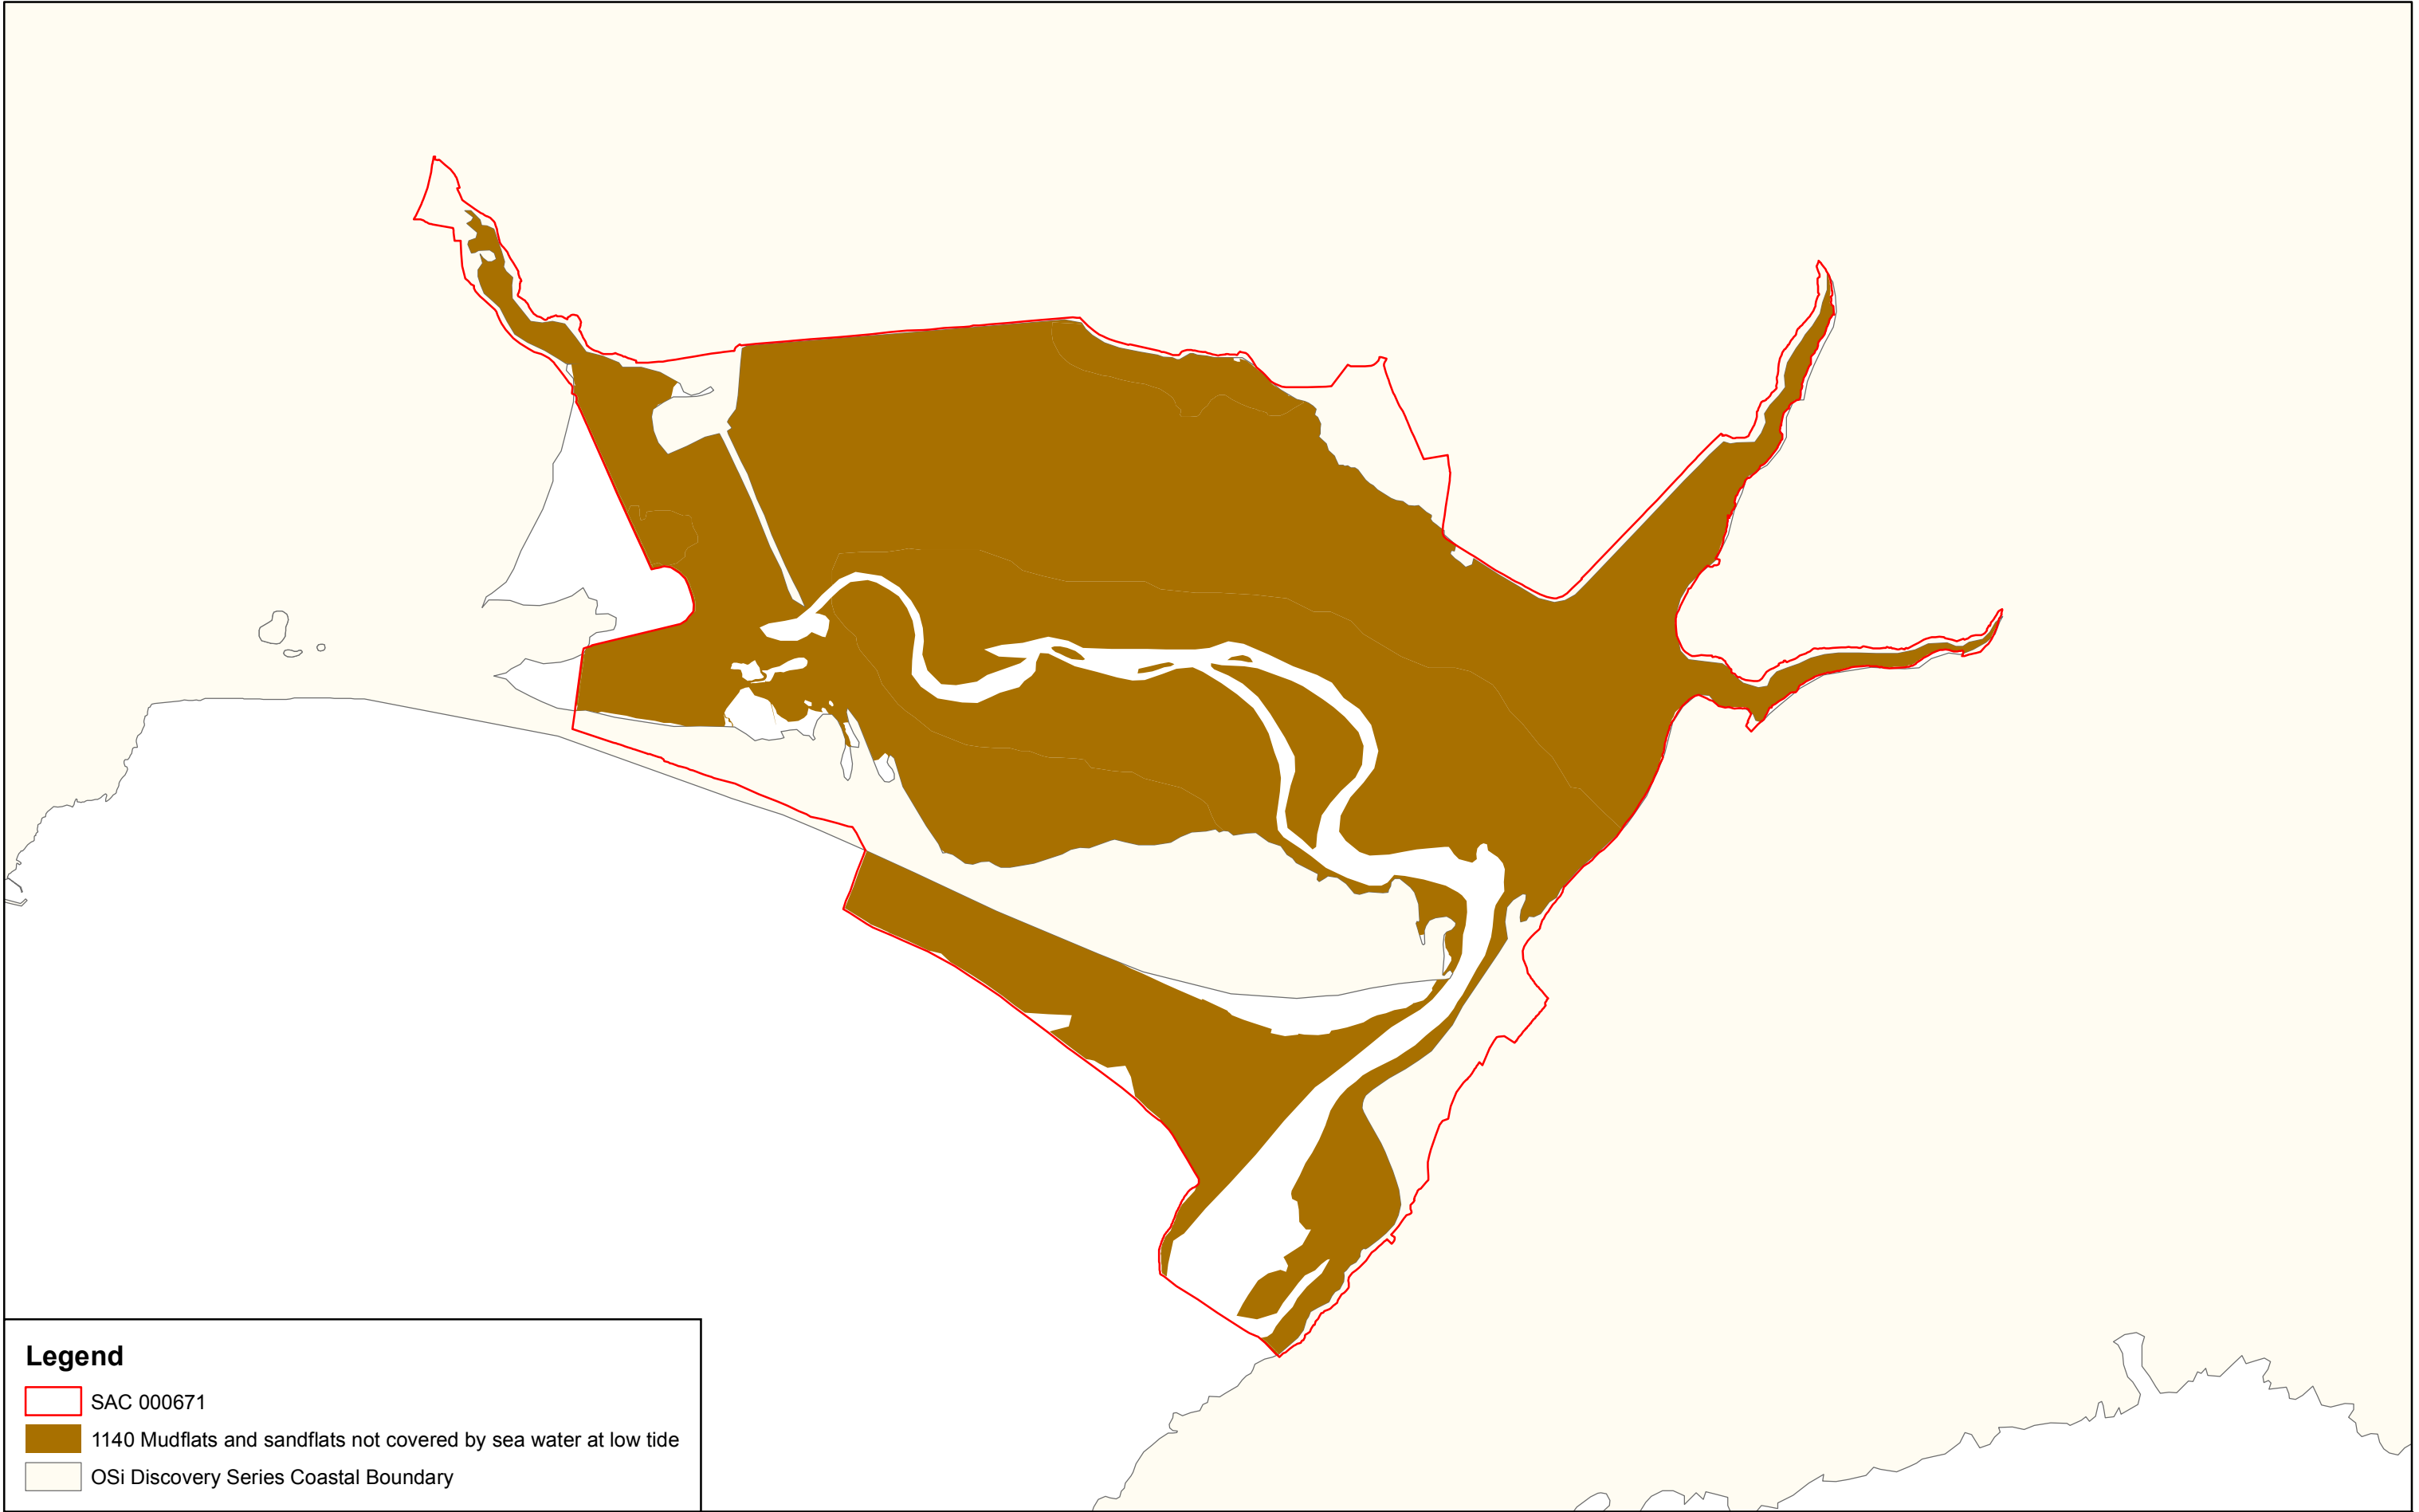 Legend
SAC 000671
1140 Mudflats and sandflats not covered by sea water at low tide
OSi Discovery Series Coastal Boundary